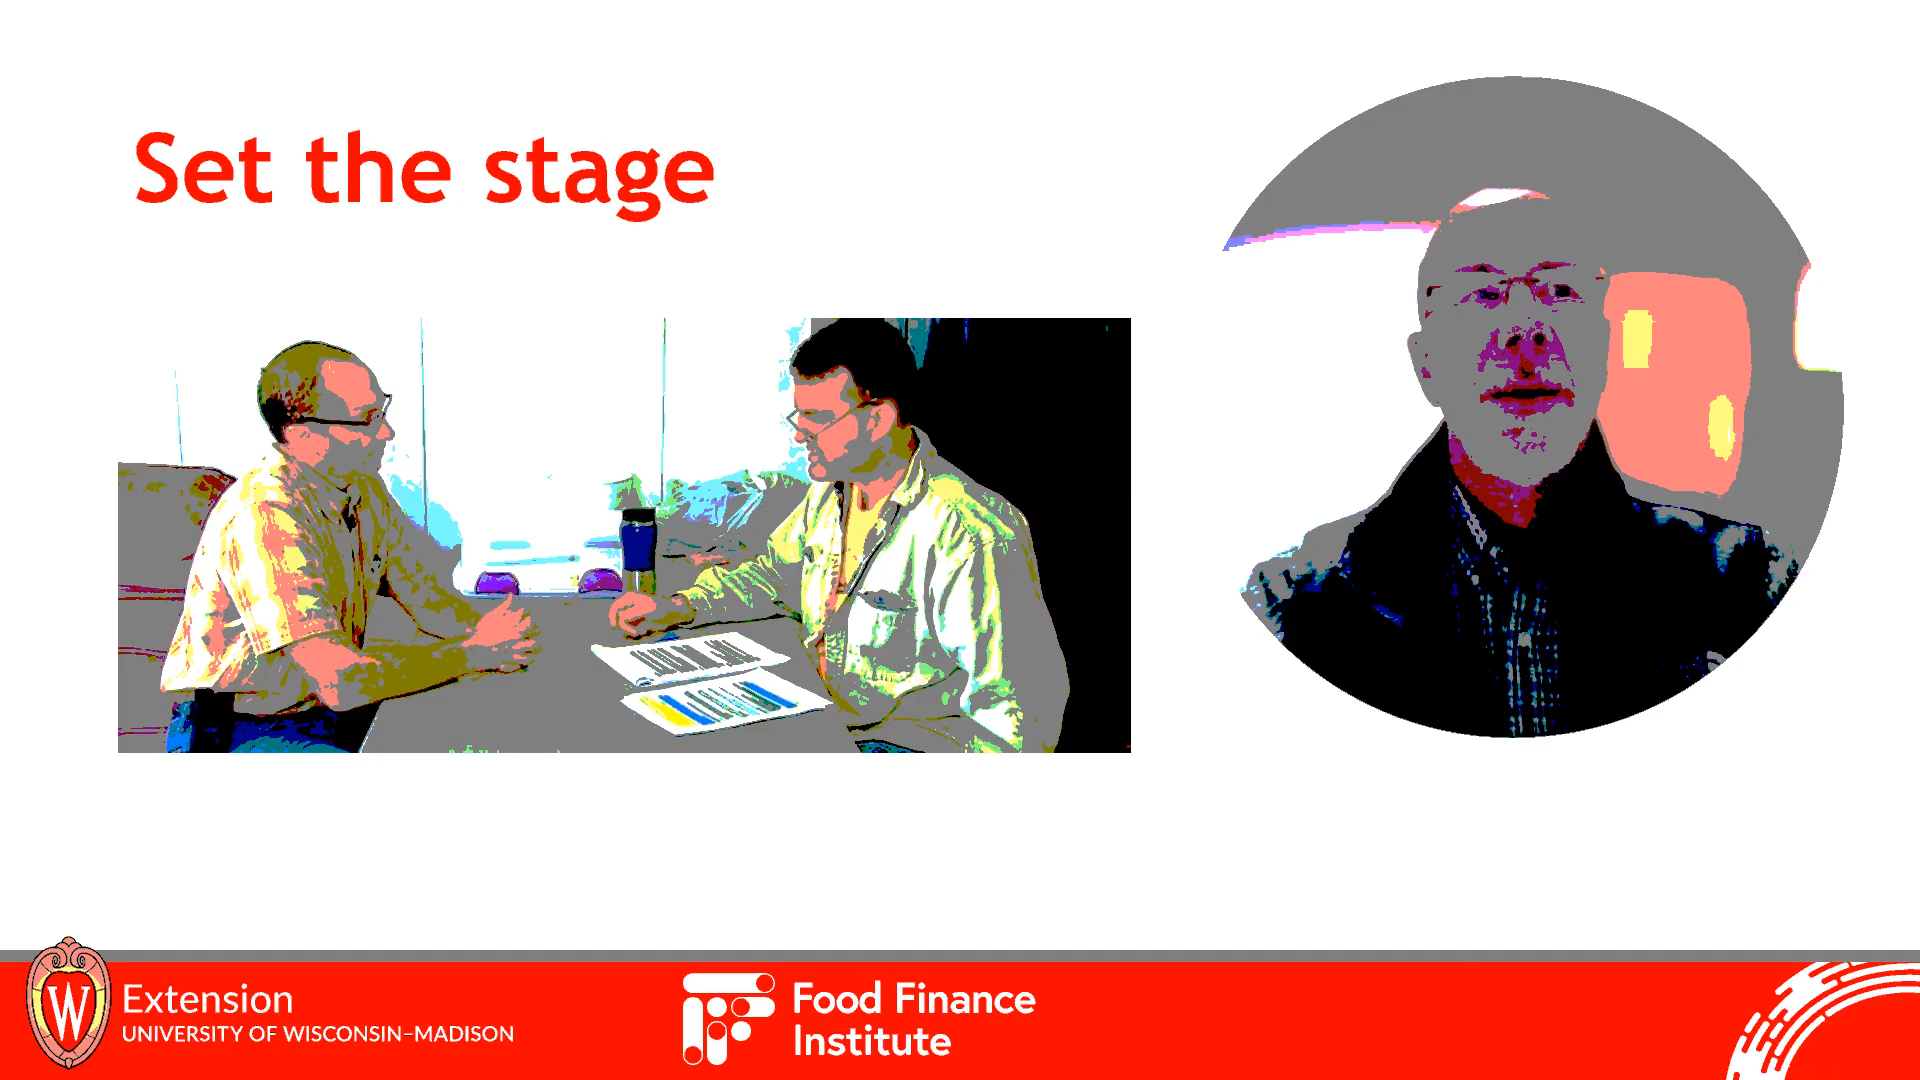 Set the stage
W
Extension
UNIVERSITY OF WISCONSIN–MADISON
Food Finance
Institute